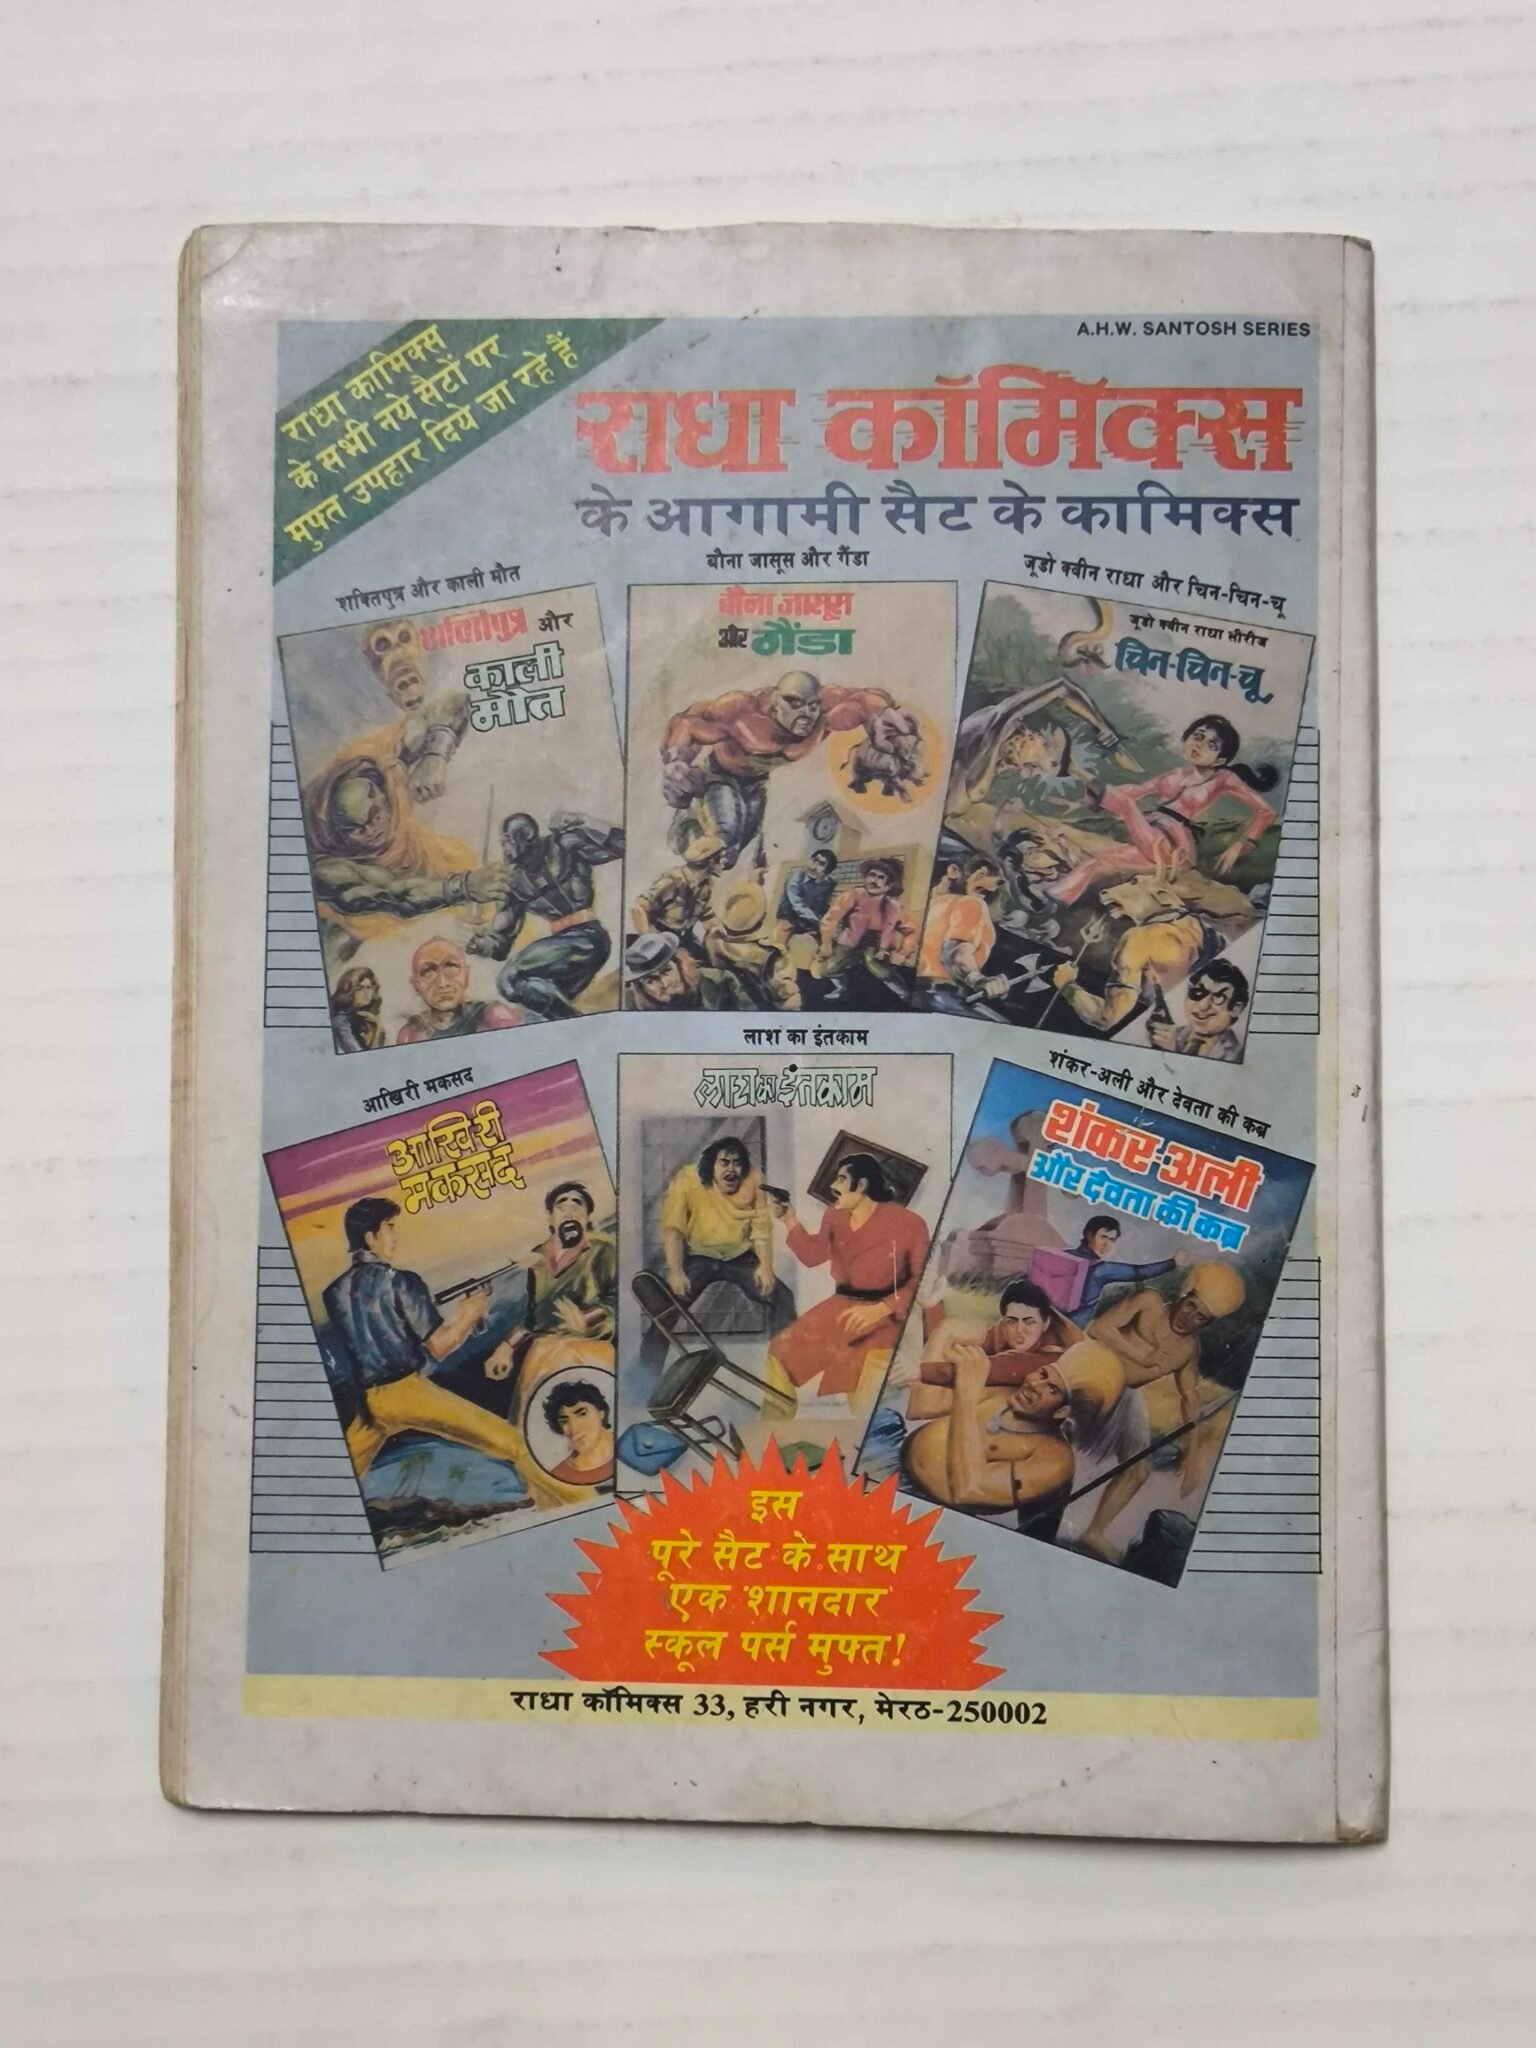 A.H.W. SANTOSH SERIES
राधा कामिक्स
के सभी नये सैटों पर
मुफ्त उपहार दिये जा रहे हैं
राधा कॉमिक्स
के आगामी सैट के कामिक्स
शक्तिपुत्र और काली मौत
शक्तिपुत्र और
काली
मौत
बौना जासूस और गैंडा
बौना जासूस
और गैंडा
जूडो क्वीन राधा और चिन-चिन-चू
जूडो क्वीन राधा सीरीज
चिन-चिन-चू
आखिरी मकसद
आखिरी
मकसद
लाश का इंतकाम
लाश का इंतकाम
शंकर-अली और देवता की कब्र
शंकर-अली
और देवता की कब्र
इस
पूरे सैट के साथ
एक शानदार
स्कूल पर्स मुफ्त!
राधा कॉमिक्स 33, हरी नगर, मेरठ-250002